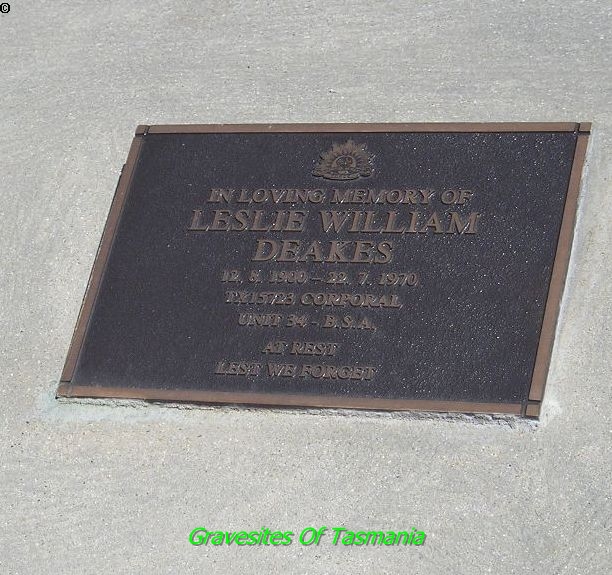 ©
IN LOVING MEMORY OF
LESLIE WILLIAM
DEAKES
12. 8. 1900 – 22. 7. 1970
TX15723 CORPORAL
UNIT 34 - B.S.A.
AT REST
LEST WE FORGET
Gravesites Of Tasmania